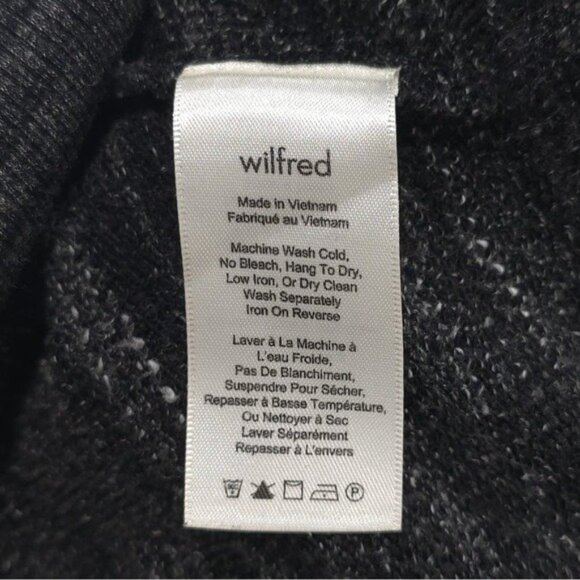 wilfred
Made in Vietnam
Fabriqué au Vietnam
Machine Wash Cold,
No Bleach, Hang To Dry,
Low Iron, Or Dry Clean
Wash Separately
Iron On Reverse
Laver à La Machine à
L'eau Froide,
Pas De Blanchiment,
Suspendre Pour Sécher,
Repasser à Basse Température,
Ou Nettoyer à Sec
Laver Séparément
Repasser à L'envers
P